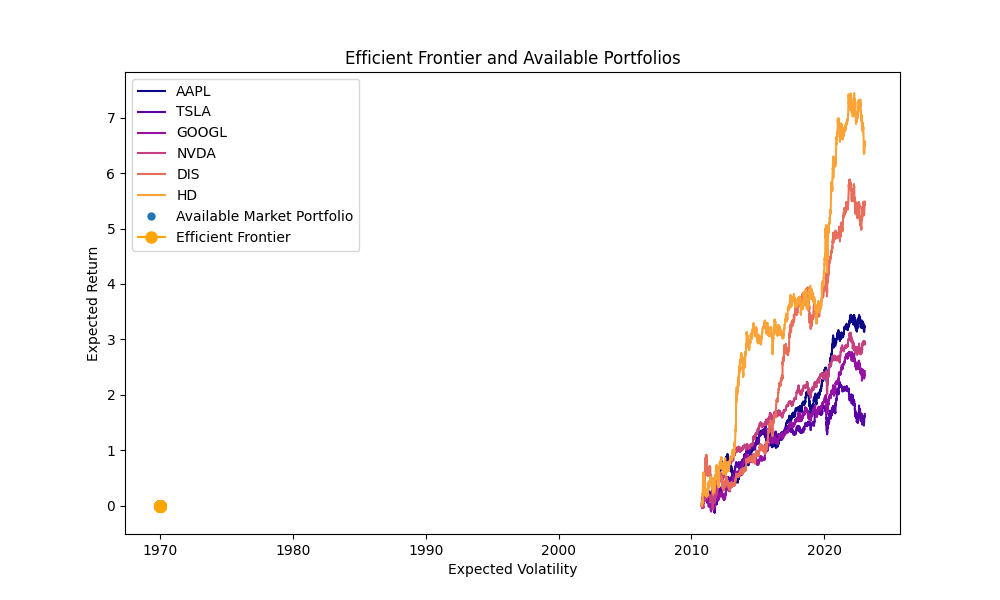 Efficient Frontier and Available Portfolios
AAPL
TSLA
GOOGL
NVDA
DIS
HD
Available Market Portfolio
Efficient Frontier
Expected Return
7
6
5
4
3
2
1
0
1970
1980
1990
2000
2010
2020
Expected Volatility